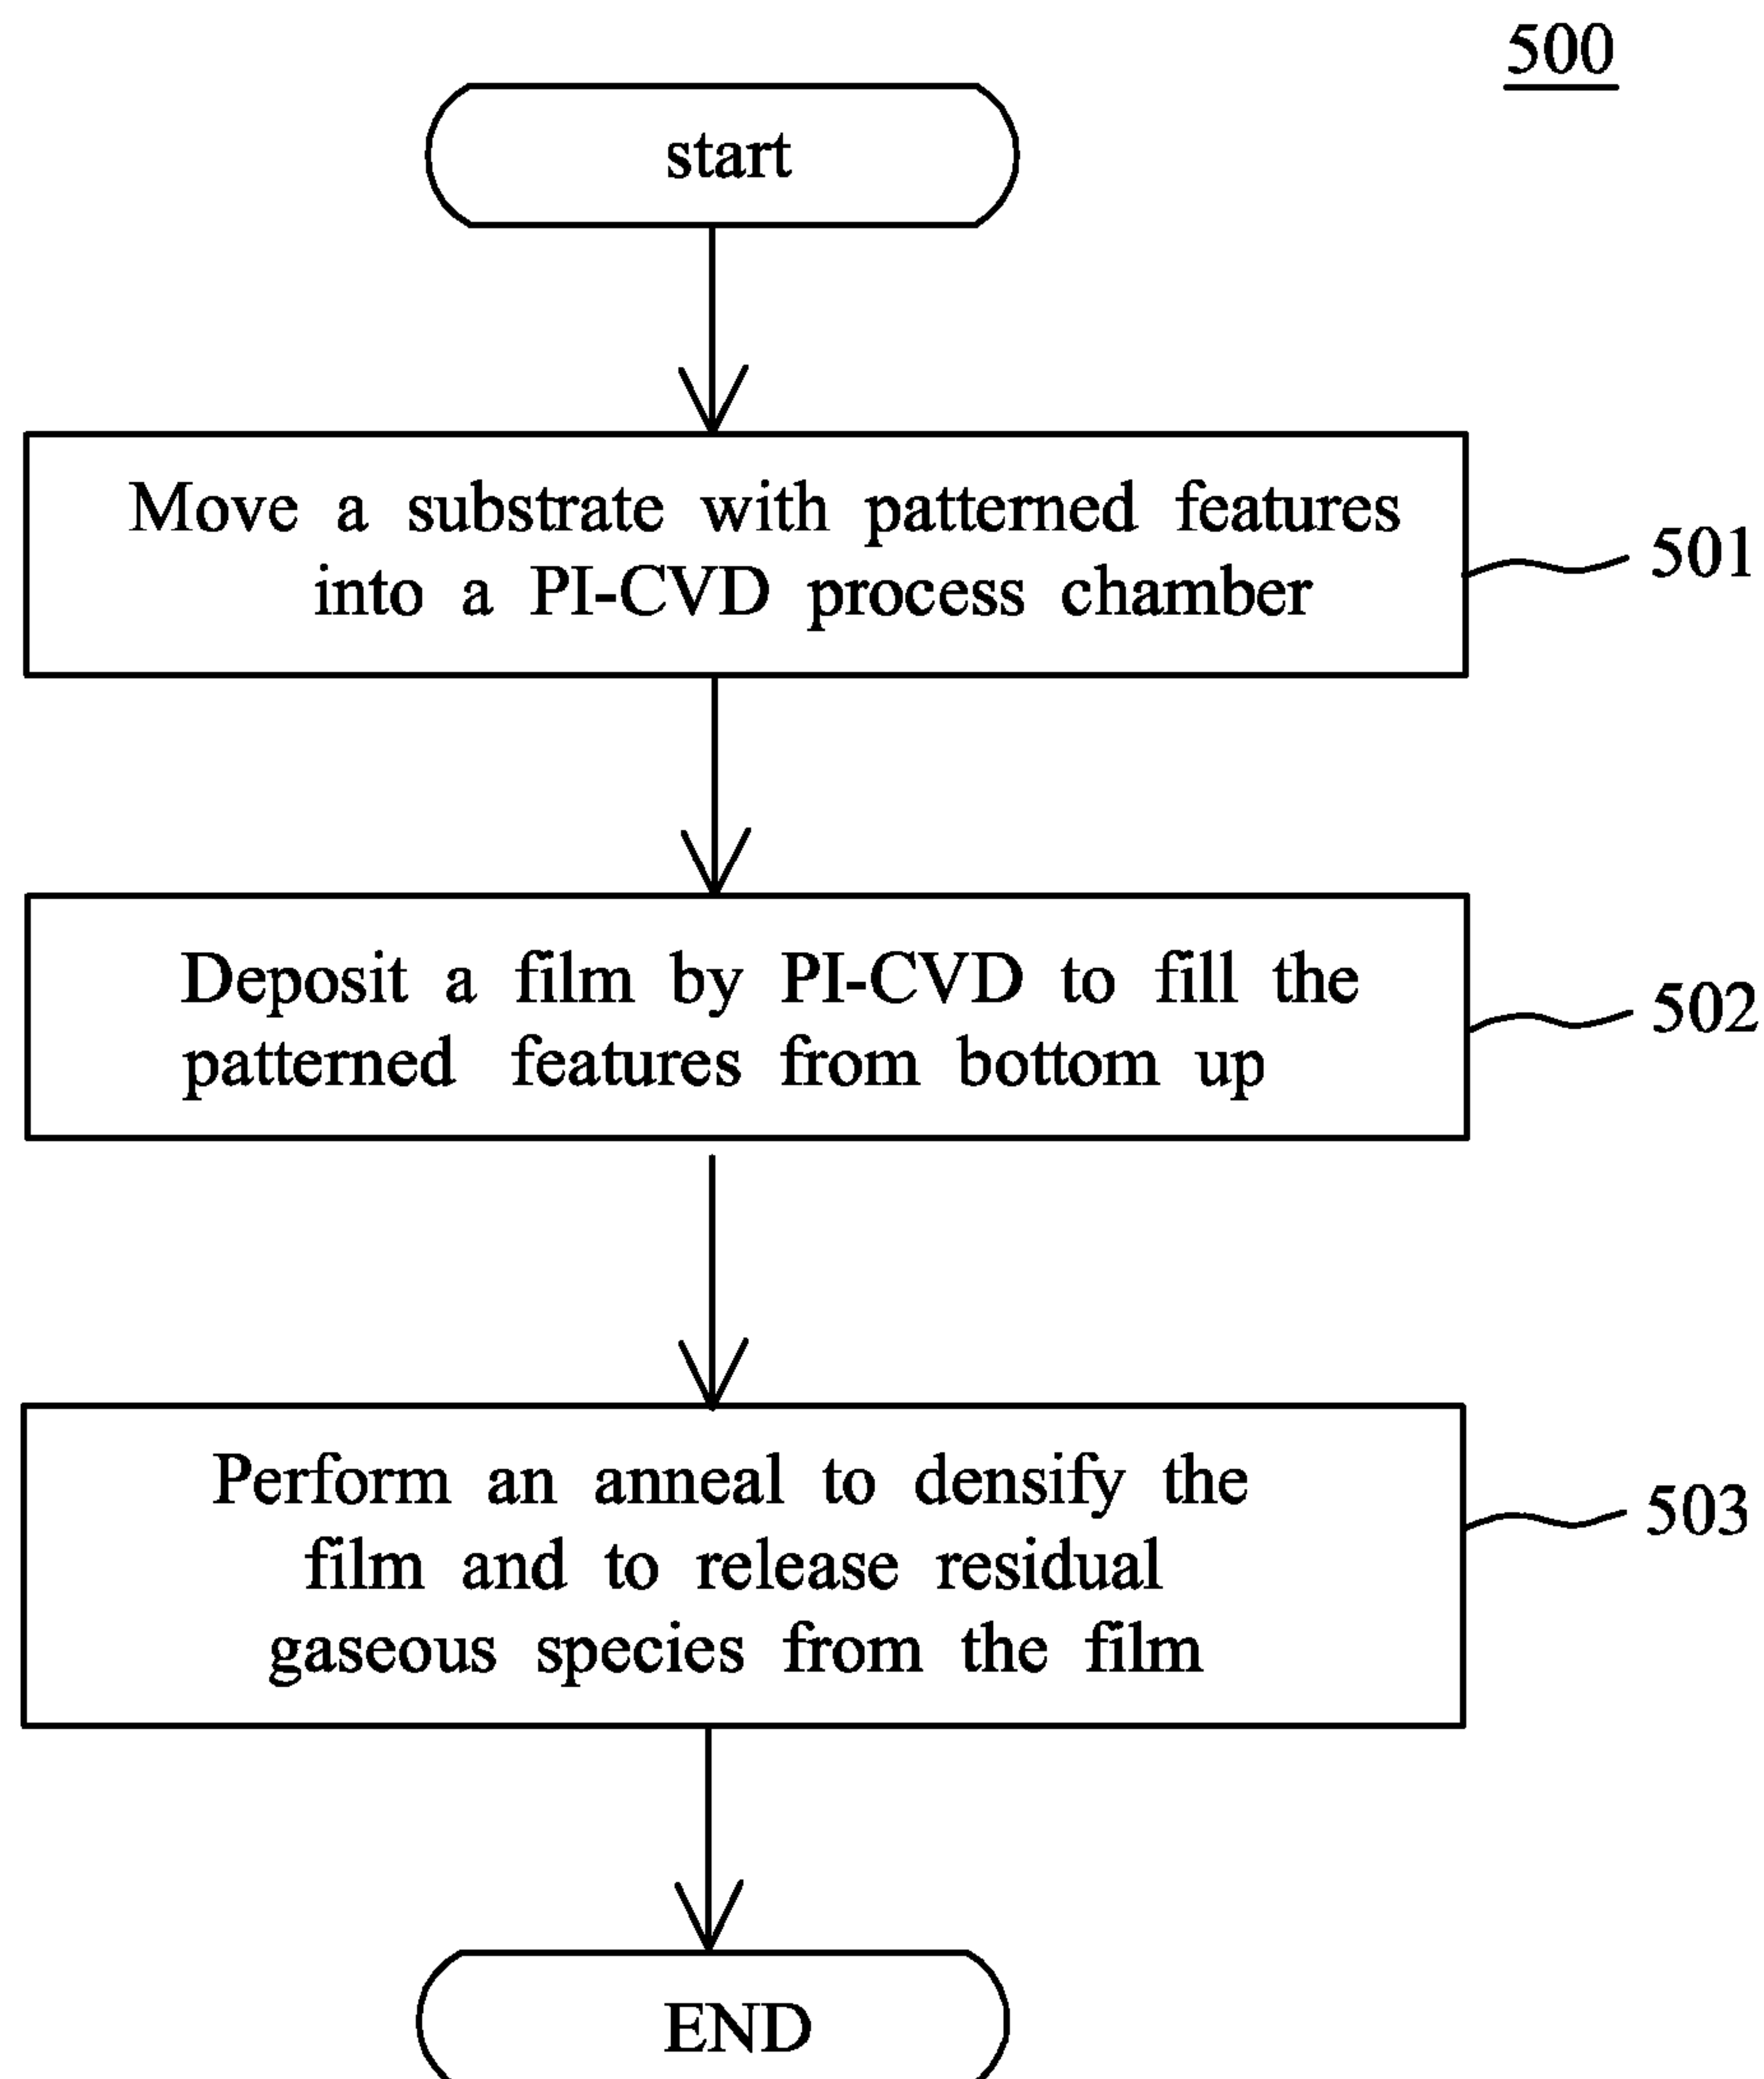 500
start
Move a substrate with patterned features
into a PI-CVD process chamber
501
Deposit a film by PI-CVD to fill the
patterned features from bottom up
502
Perform an anneal to densify the
film and to release residual
gaseous species from the film
503
END